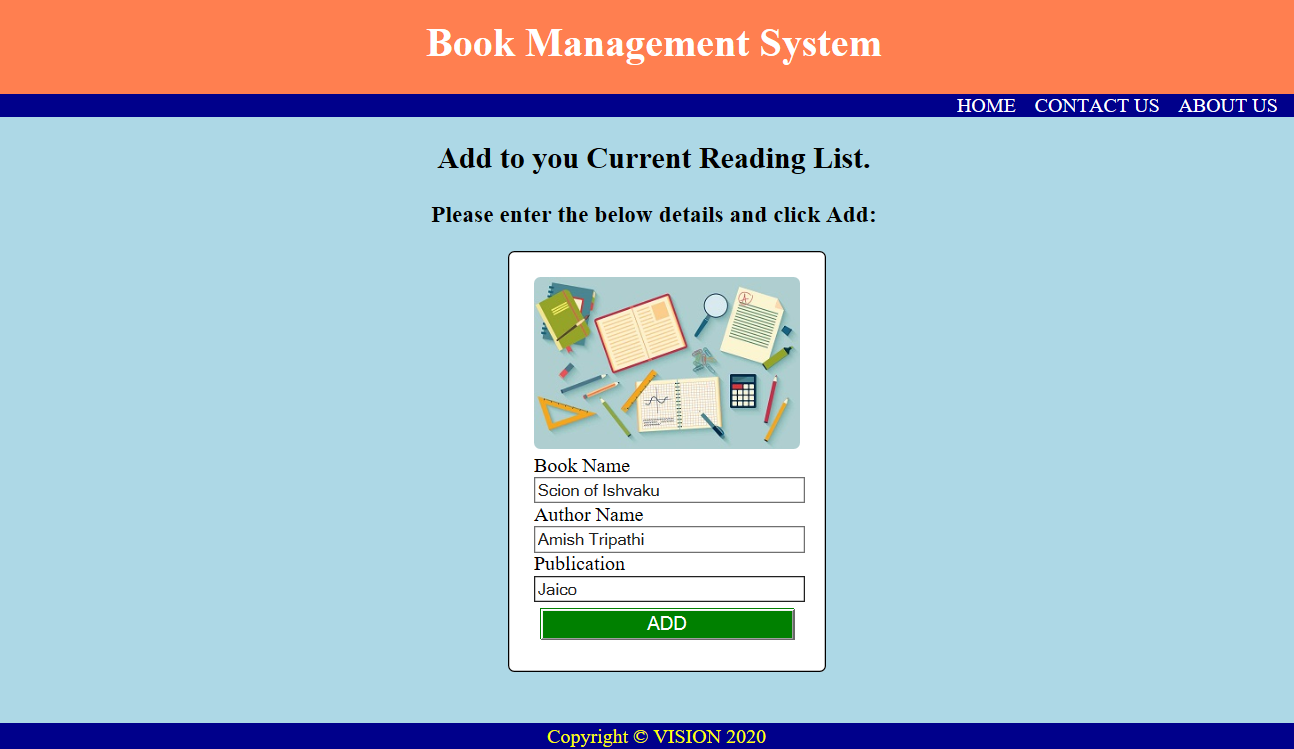 Book Management System
HOME CONTACT US ABOUT US
Add to you Current Reading List.
Please enter the below details and click Add:
A
Book Name
Scion of Ishvaku
Author Name
Amish Tripathi
Publication
Jaico
ADD
Copyright © VISION 2020